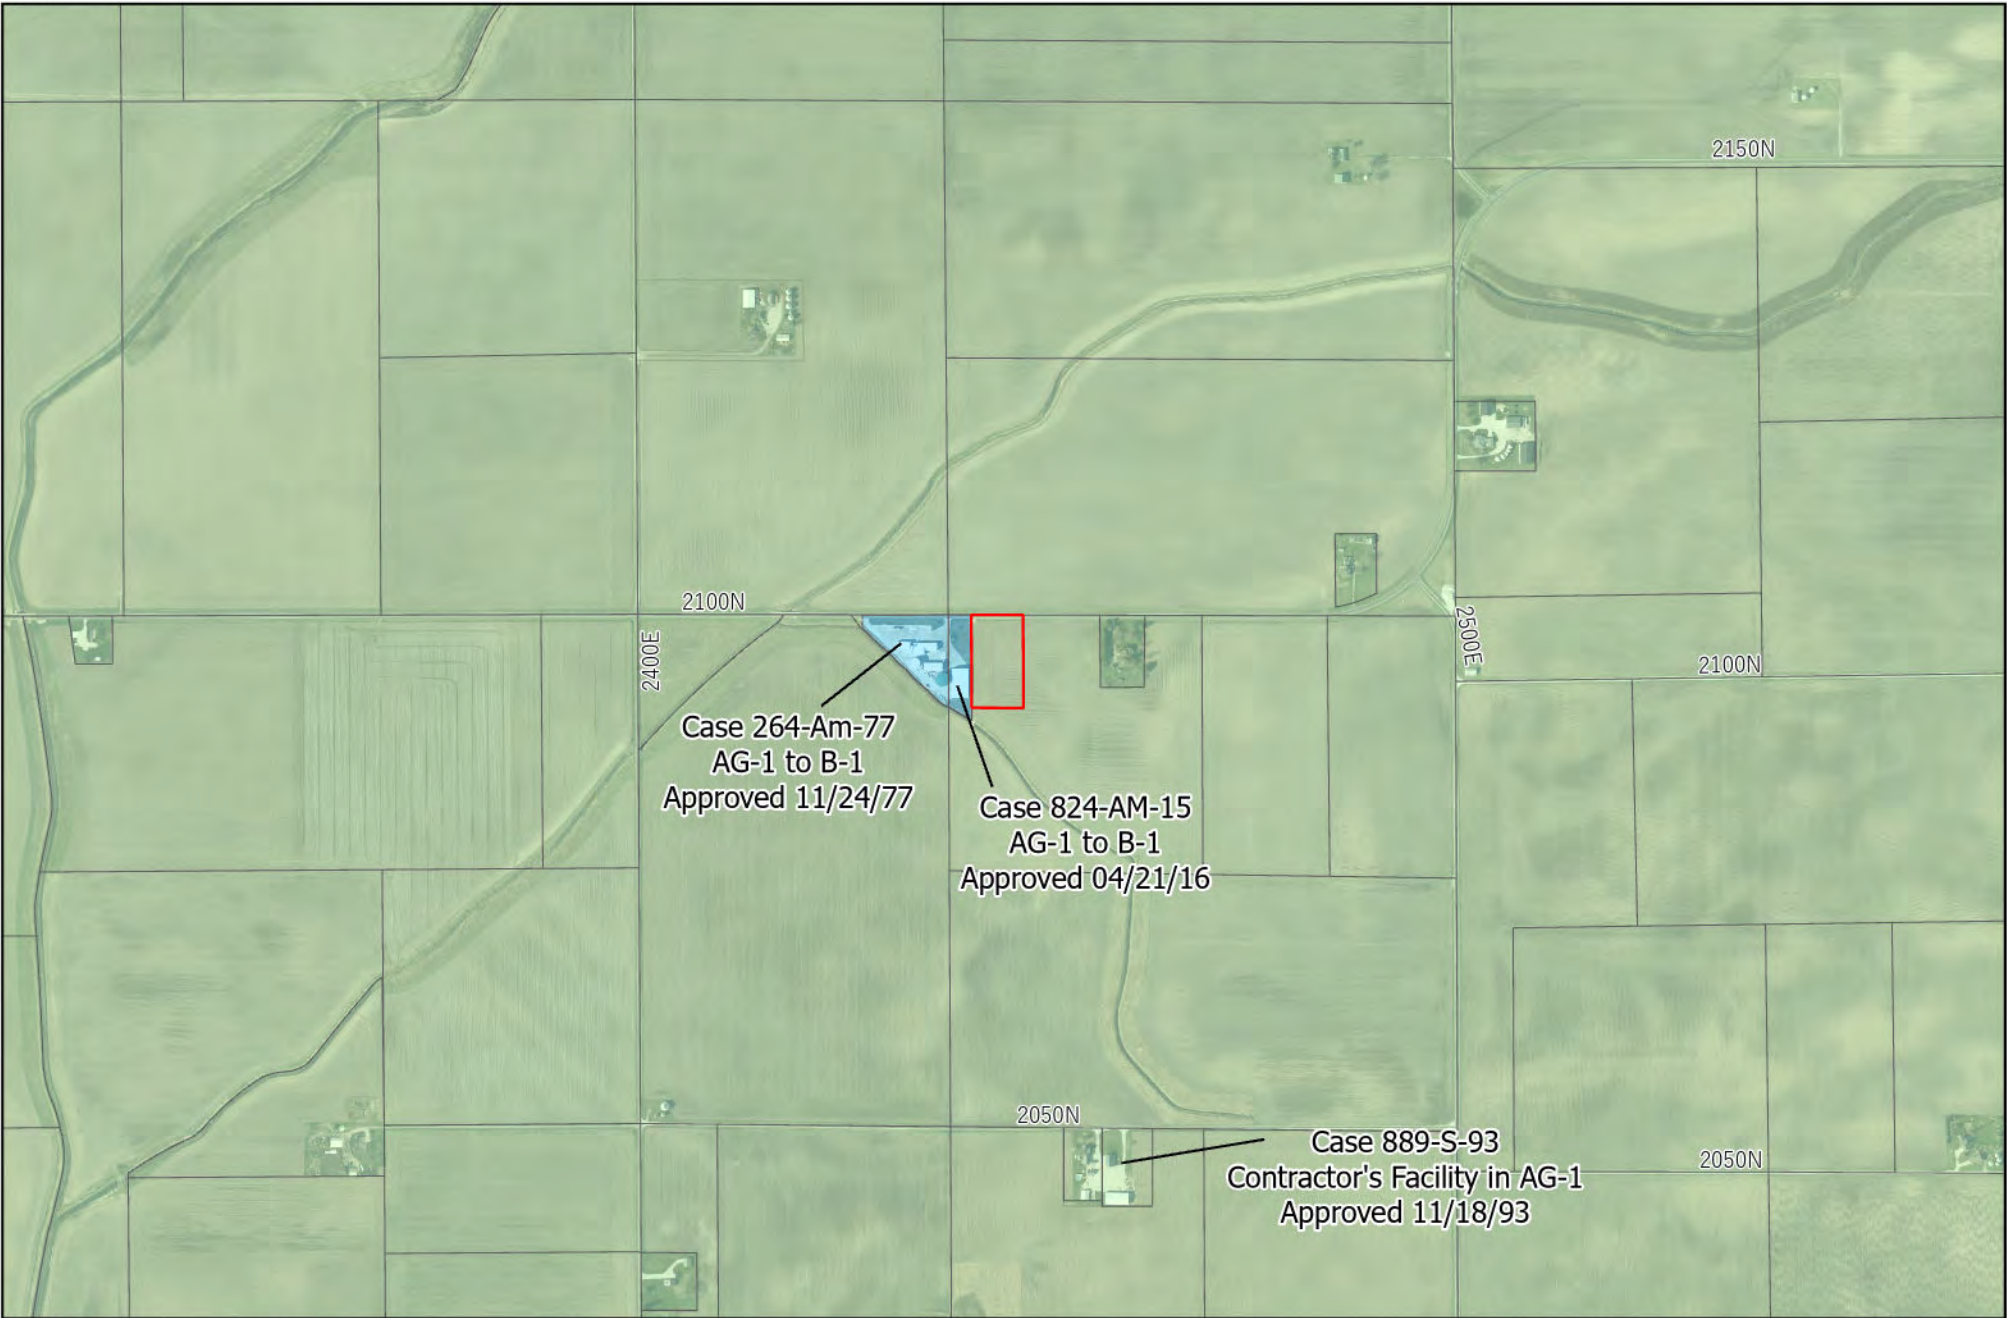 2150N
2100N
2400E
2500E
2100N
Case 264-Am-77
AG-1 to B-1
Approved 11/24/77
Case 824-AM-15
AG-1 to B-1
Approved 04/21/16
2050N
Case 889-S-93
Contractor's Facility in AG-1
Approved 11/18/93
2050N